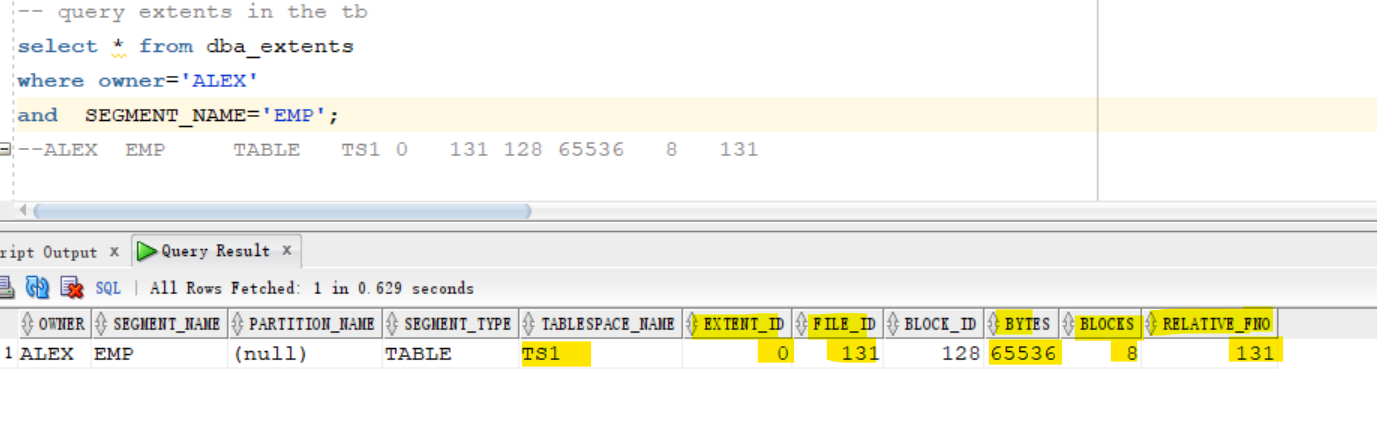 -- query extents in the tb
select * from dba_extents
where owner='ALEX'
and  SEGMENT_NAME='EMP';
--ALEX  EMP     TABLE   TS1 0   131 128 65536   8   131
ript Output x Query Result x
SQL | All Rows Fetched: 1 in 0.629 seconds
OWNER SEGMENT_NAME PARTITION_NAME SEGMENT_TYPE TABLESPACE_NAME EXTENT_ID FILE_ID BLOCK_ID BYTES BLOCKS RELATIVE_FNO
1 ALEX EMP (null) TABLE TS1 0 131 128 65536 8 131